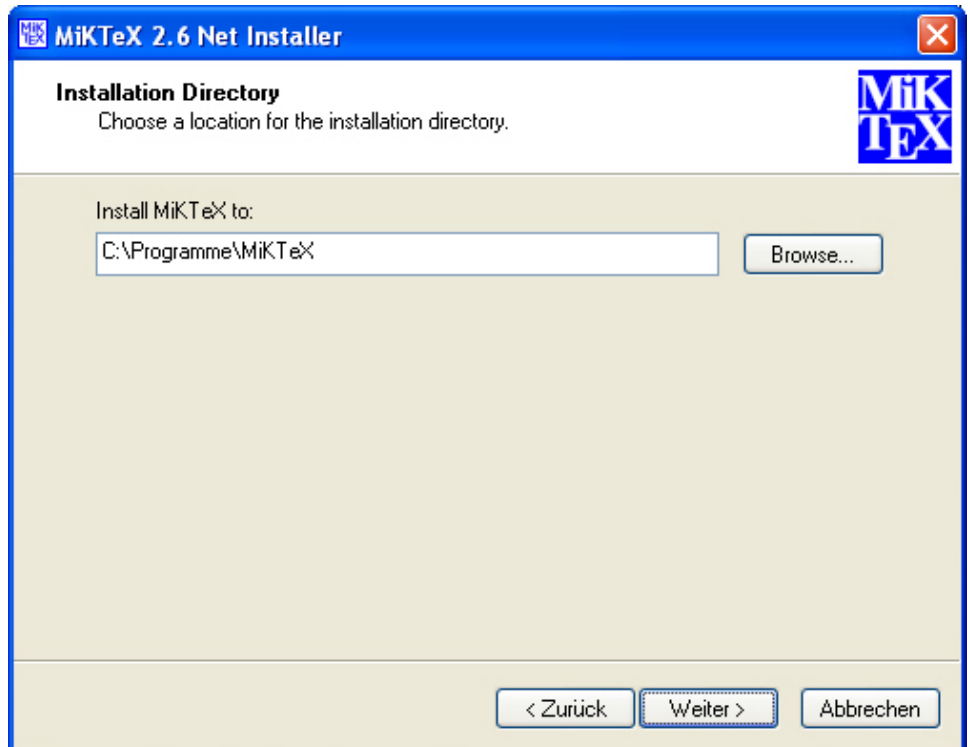 MiKTeX 2.6 Net Installer
Installation Directory
Choose a location for the installation directory.
MiK
TEX
Install MiKTeX to:
C:\Programme\MiKTeX
Browse...
< Zurück
Weiter >
Abbrechen